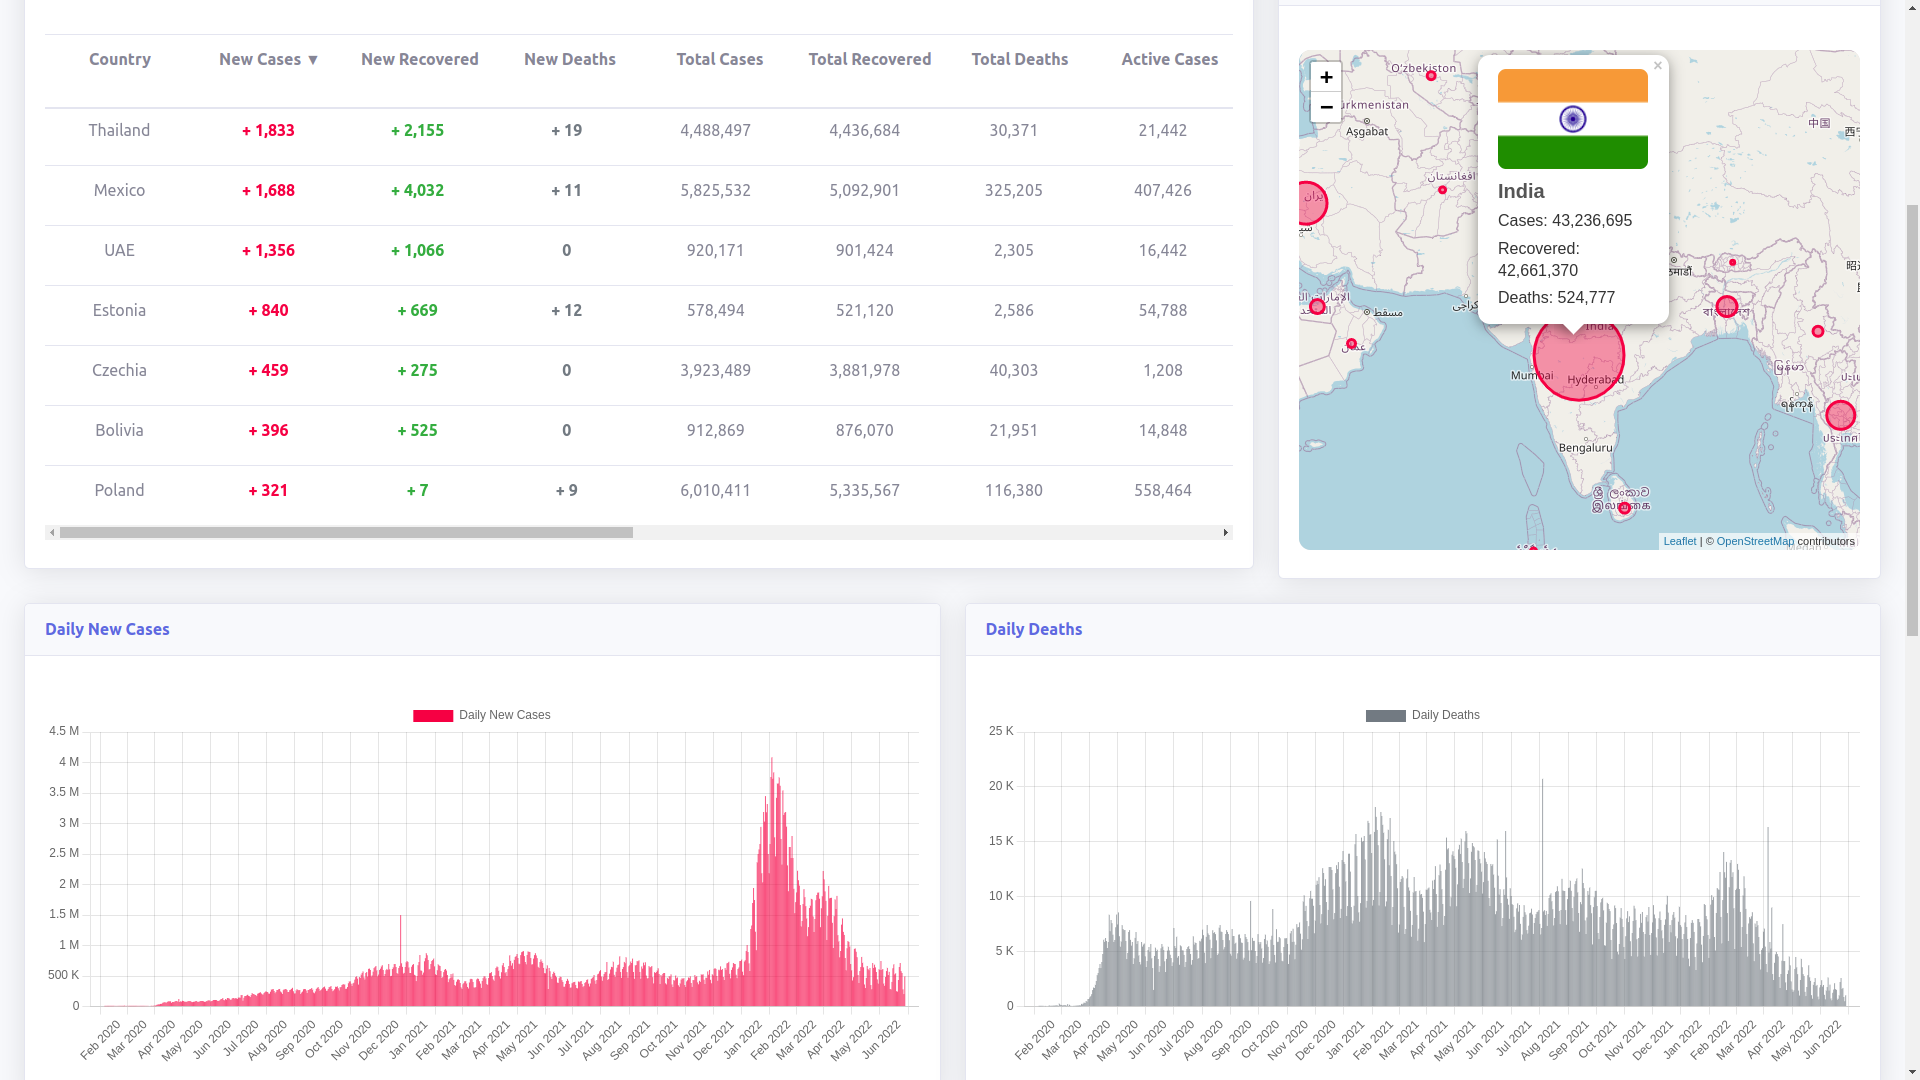 Country New Cases ▼ New Recovered New Deaths Total Cases Total Recovered Total Deaths Active Cases
Thailand + 1,833 + 2,155 + 19 4,488,497 4,436,684 30,371 21,442
Mexico + 1,688 + 4,032 + 11 5,825,532 5,092,901 325,205 407,426
UAE + 1,356 + 1,066 0 920,171 901,424 2,305 16,442
Estonia + 840 + 669 + 12 578,494 521,120 2,586 54,788
Czechia + 459 + 275 0 3,923,489 3,881,978 40,303 1,208
Bolivia + 396 + 525 0 912,869 876,070 21,951 14,848
Poland + 321 + 7 + 9 6,010,411 5,335,567 116,380 558,464
+
−
×
India
Cases: 43,236,695
Recovered:
42,661,370
Deaths: 524,777
Oʻzbekiston
urkmenistan
Aşgabat
افغانستان
ایران
中国
كراچى
مسقط
عمان
বাংলাদেশ
India
Mumbai
Hyderabad
Bengaluru
မြန်မာ
ရန်ကုန်
ශ්‍රී ලංකාව
Leaflet | © OpenStreetMap contributors
Daily New Cases
Daily New Cases
4.5 M
4 M
3.5 M
3 M
2.5 M
2 M
1.5 M
1 M
500 K
0
Feb 2020 Mar 2020 Apr 2020 May 2020 Jun 2020 Jul 2020 Aug 2020 Sep 2020 Oct 2020 Nov 2020 Dec 2020 Jan 2021 Feb 2021 Mar 2021 Apr 2021 May 2021 Jun 2021 Jul 2021 Aug 2021 Sep 2021 Oct 2021 Nov 2021 Dec 2021 Jan 2022 Feb 2022 Mar 2022 Apr 2022 May 2022 Jun 2022
Daily Deaths
Daily Deaths
25 K
20 K
15 K
10 K
5 K
0
Feb 2020 Mar 2020 Apr 2020 May 2020 Jun 2020 Jul 2020 Aug 2020 Sep 2020 Oct 2020 Nov 2020 Dec 2020 Jan 2021 Feb 2021 Mar 2021 Apr 2021 May 2021 Jun 2021 Jul 2021 Aug 2021 Sep 2021 Oct 2021 Nov 2021 Dec 2021 Jan 2022 Feb 2022 Mar 2022 Apr 2022 May 2022 Jun 2022